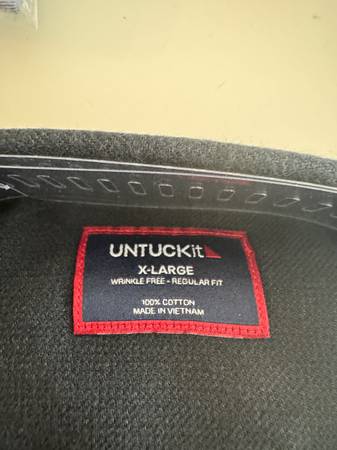 UNTUCKit
X-LARGE
WRINKLE FREE - REGULAR FIT
100% COTTON
MADE IN VIETNAM